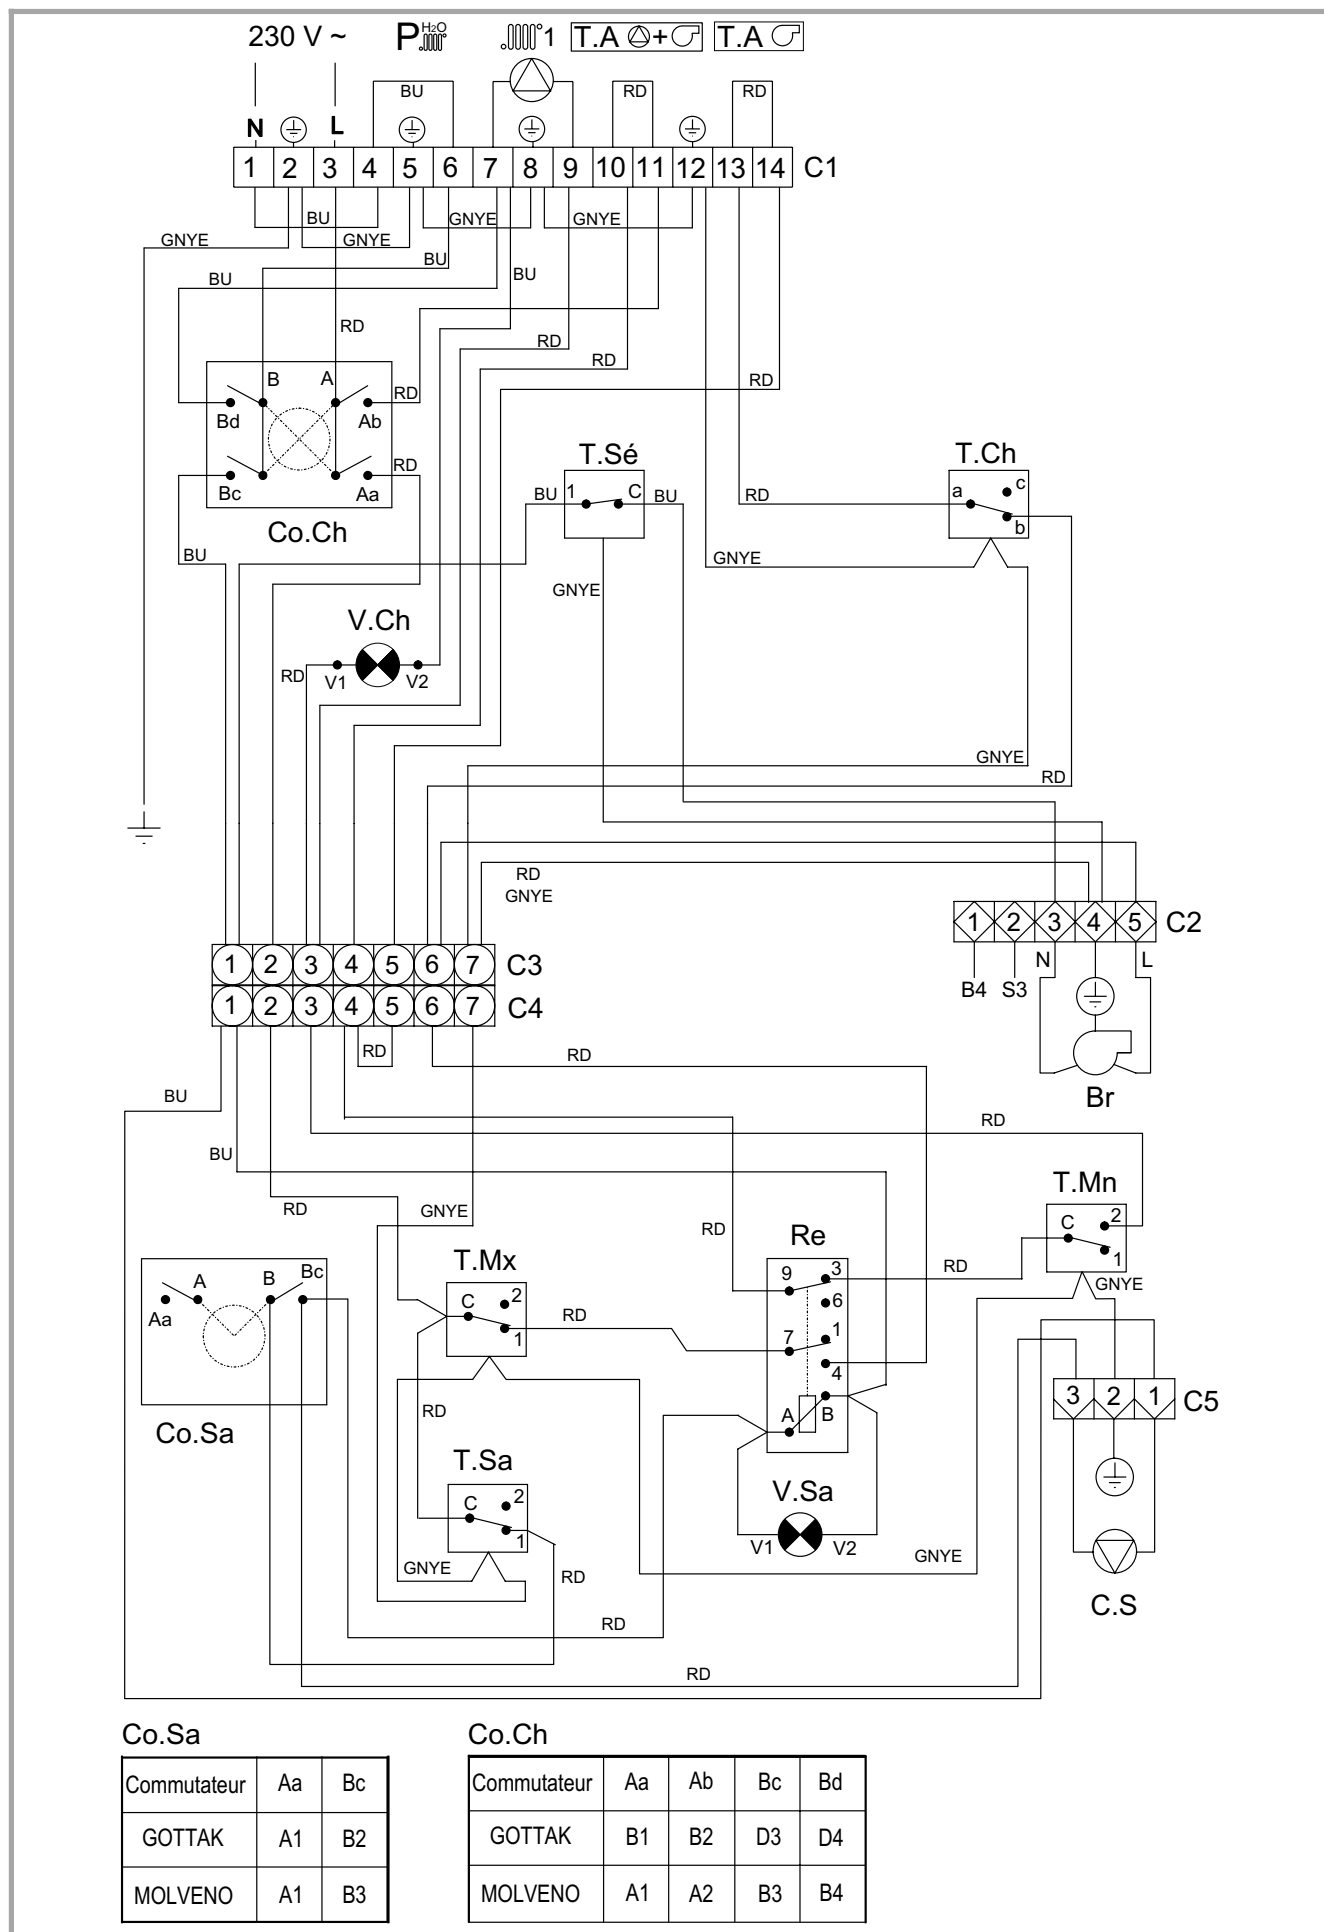 230 V ~ P H2O °1 T.A + T.A
BU RD RD
N L
1 2 3 4 5 6 7 8 9 10 11 12 13 14 C1
BU GNYE GNYE
GNYE GNYE
BU BU
BU
RD
RD
RD
RD
B A RD
Bd Ab
RD
Bc Aa
Co.Ch
T.Sé
BU 1 C BU
T.Ch
RD a c
b
BU
GNYE
GNYE
V.Ch
RD
V1 V2
GNYE
RD
RD
GNYE
1 2 3 4 5 C2
N L
B4 S3
Br
1 2 3 4 5 6 7 C3
1 2 3 4 5 6 7 C4
RD RD
BU
RD
BU
RD GNYE
RD
T.Mn
C 2
1
GNYE
Re
9 3
6
7 1
4
A B
RD
T.Mx
C 2
1
RD
A B Bc
Aa
Co.Sa
RD
3 2 1 C5
T.Sa
C 2
1
V.Sa
V1 V2
GNYE RD
GNYE
C.S
RD
RD
Co.Sa
Commutateur Aa Bc
GOTTAK A1 B2
MOLVENO A1 B3
Co.Ch
Commutateur Aa Ab Bc Bd
GOTTAK B1 B2 D3 D4
MOLVENO A1 A2 B3 B4